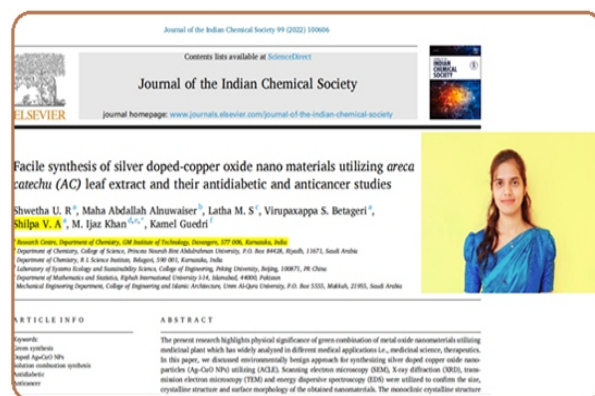 Journal of the Indian Chemical Society 99 (2022) 100606
Contents lists available at ScienceDirect
Journal of the Indian Chemical Society
journal homepage: www.journals.elsevier.com/journal-of-the-indian-chemical-society
ELSEVIER
INDIAN
CHEMICAL
SOCIETY
Facile synthesis of silver doped-copper oxide nano materials utilizing areca
catechu (AC) leaf extract and their antidiabetic and anticancer studies
Shwetha U. R a, Maha Abdallah Alnuwaiser b, Latha M. S c, Virupaxappa S. Betageri a,
Shilpa V. A a, M. Ijaz Khan d,e,*, Kamel Guedri f
a Research Centre, Department of Chemistry, GM Institute of Technology, Davangere, 577 006, Karnataka, India
Department of Chemistry, College of Science, Princess Nourah Bint Abdulrahman University, P.O. Box 84428, Riyadh, 11671, Saudi Arabia
Department of Chemistry, R L Science Institute, Belagavi, 590 001, Karnataka, India
Laboratory of Systems Ecology and Sustainability Science, College of Engineering, Peking University, Beijing, 100871, PR China
Department of Mathematics and Statistics, Riphah International University I-14, Islamabad, 44000, Pakistan
Mechanical Engineering Department, College of Engineering and Islamic Architecture, Umm Al-Qura University, P.O. Box 5555, Makkah, 21955, Saudi Arabia
ARTICLE INFO
Keywords:
Green synthesis
Doped Ag-CuO NPs
solution combustion synthesis
Antidiabetic
Anticancer
ABSTRACT
The present research highlights physical significance of green combination of metal oxide nanomaterials utilizing
medicinal plant which has widely analyzed in different medical applications i.e., medicinal science, therapeutics.
In this paper, we discussed environmentally benign approach for synthesizing silver doped copper oxide nano-
particles (Ag-CuO NPs) utilizing (ACLE). Scanning electron microscopy (SEM), X-ray diffraction (XRD), trans-
mission electron microscopy (TEM) and energy dispersive spectroscopy (EDS) were utilized to confirm the size,
crystalline structure and surface morphology of the obtained nanomaterials. The monoclinic crystalline structure